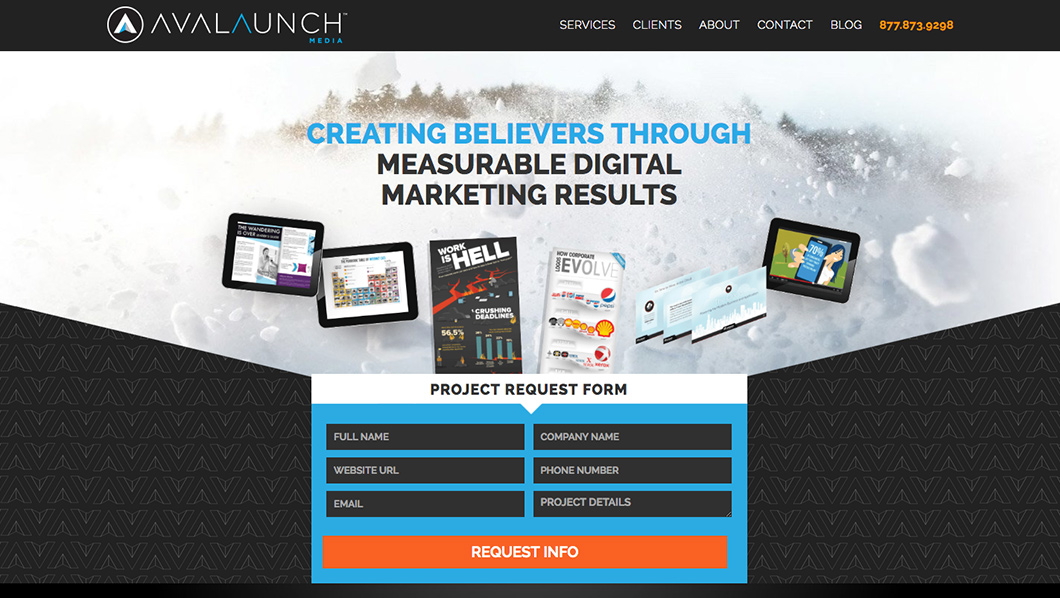 AVALAUNCH™
MEDIA
SERVICES CLIENTS ABOUT CONTACT BLOG 877.873.9298
CREATING BELIEVERS THROUGH
MEASURABLE DIGITAL
MARKETING RESULTS
THE WANDERING
IS OVER
WORK
IS HELL
CRUSHING
DEADLINES
56.5%
HOW CORPORATE
LOGOS EVOLVE
pepsi
70%
PROJECT REQUEST FORM
FULL NAME COMPANY NAME
WEBSITE URL PHONE NUMBER
EMAIL PROJECT DETAILS
REQUEST INFO